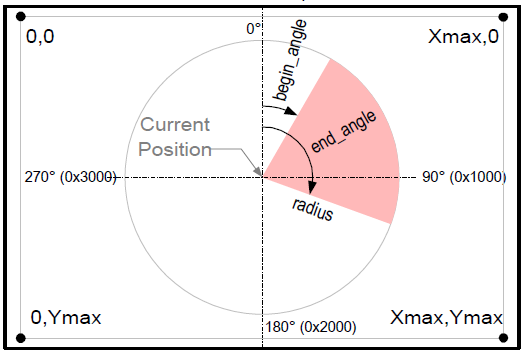 0,0
0°
Xmax,0
begin_angle
end_angle
Current
Position
270° (0x3000)
90° (0x1000)
radius
0,Ymax
180° (0x2000)
Xmax,Ymax